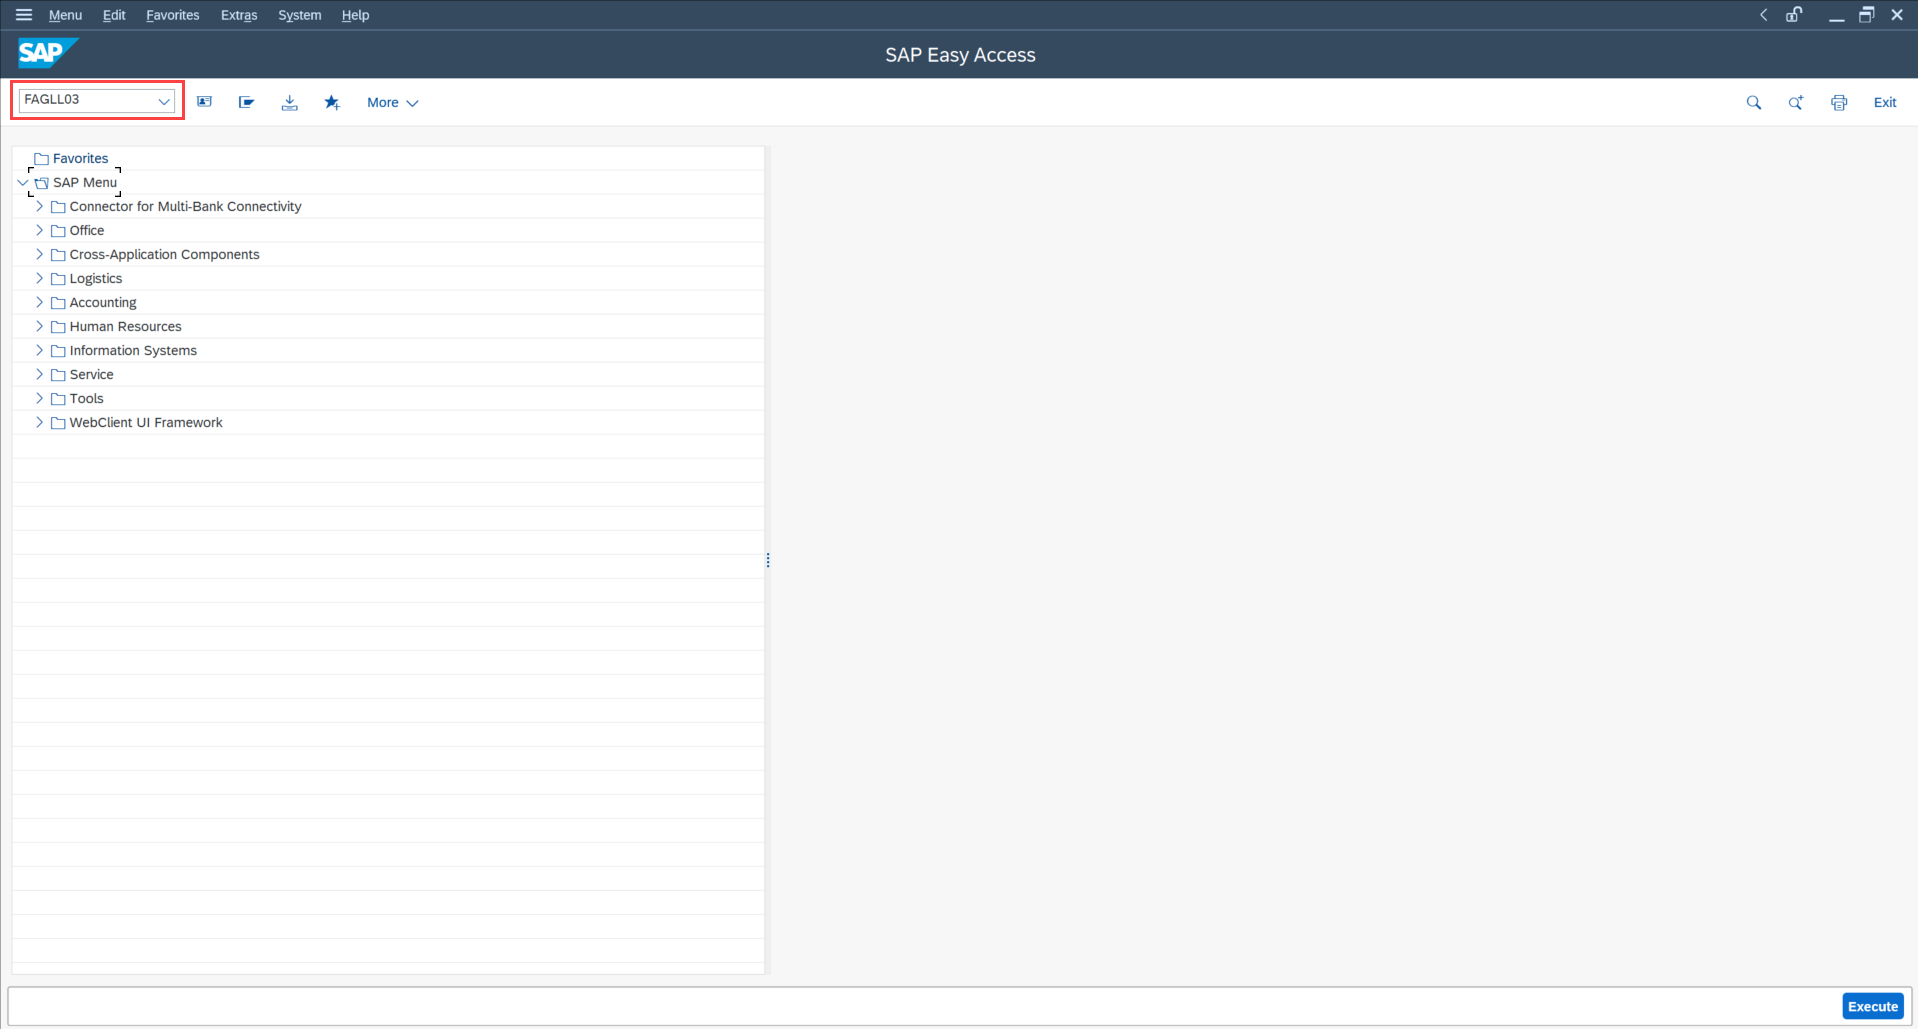 Menu Edit Favorites Extras System Help
SAP SAP Easy Access
FAGLL03 More Exit
Favorites
SAP Menu
Connector for Multi-Bank Connectivity
Office
Cross-Application Components
Logistics
Accounting
Human Resources
Information Systems
Service
Tools
WebClient UI Framework
Execute